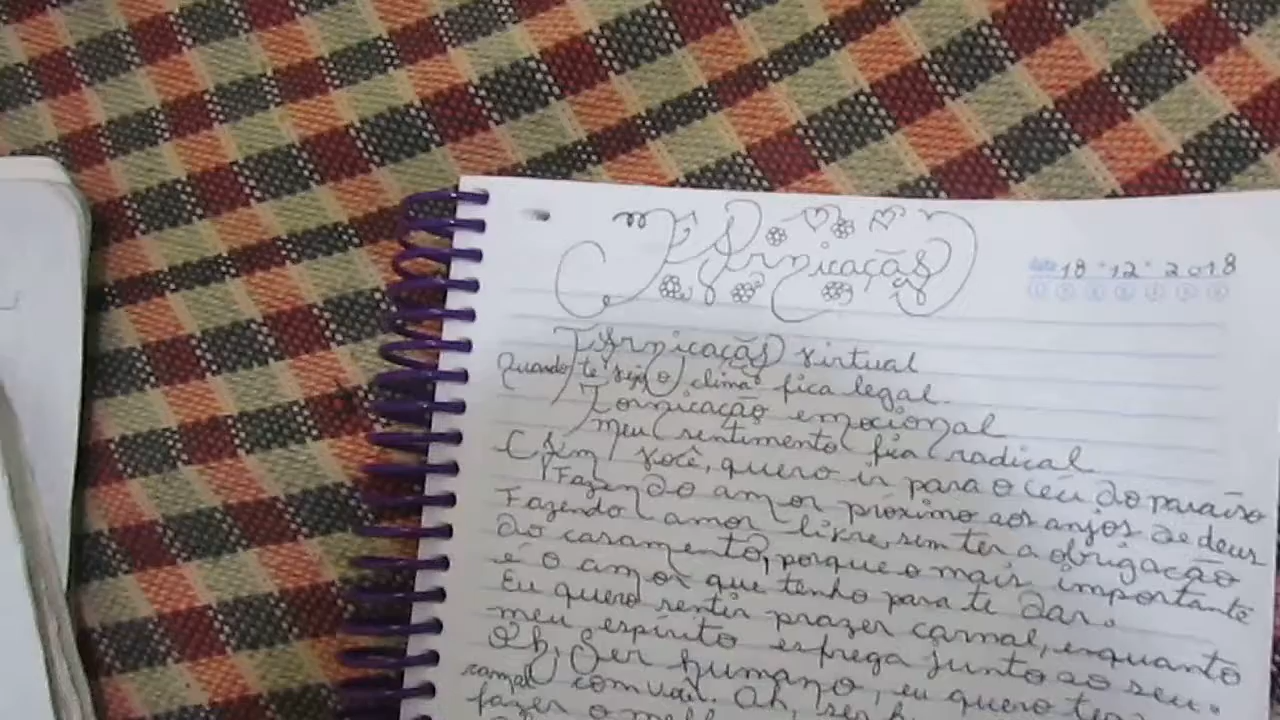 Fornicação
18 12 2018
Fornicação virtual
Quando te vejo o clima fica legal.
Fornicação emocional
meu sentimento fica radical
Com você, quero ir para o céu do paraíso
Fazendo amor próximo aos anjos de deus
Fazendo amor livre, sem ter a obrigação
do casamento, porque o mais importante
é o amor que tenho para te dar.
Eu quero sentir prazer carnal, enquanto
meu espírito esfrega junto ao seu.
Oh, Ser humano, eu quero
com você. Oh, ser
fazer o